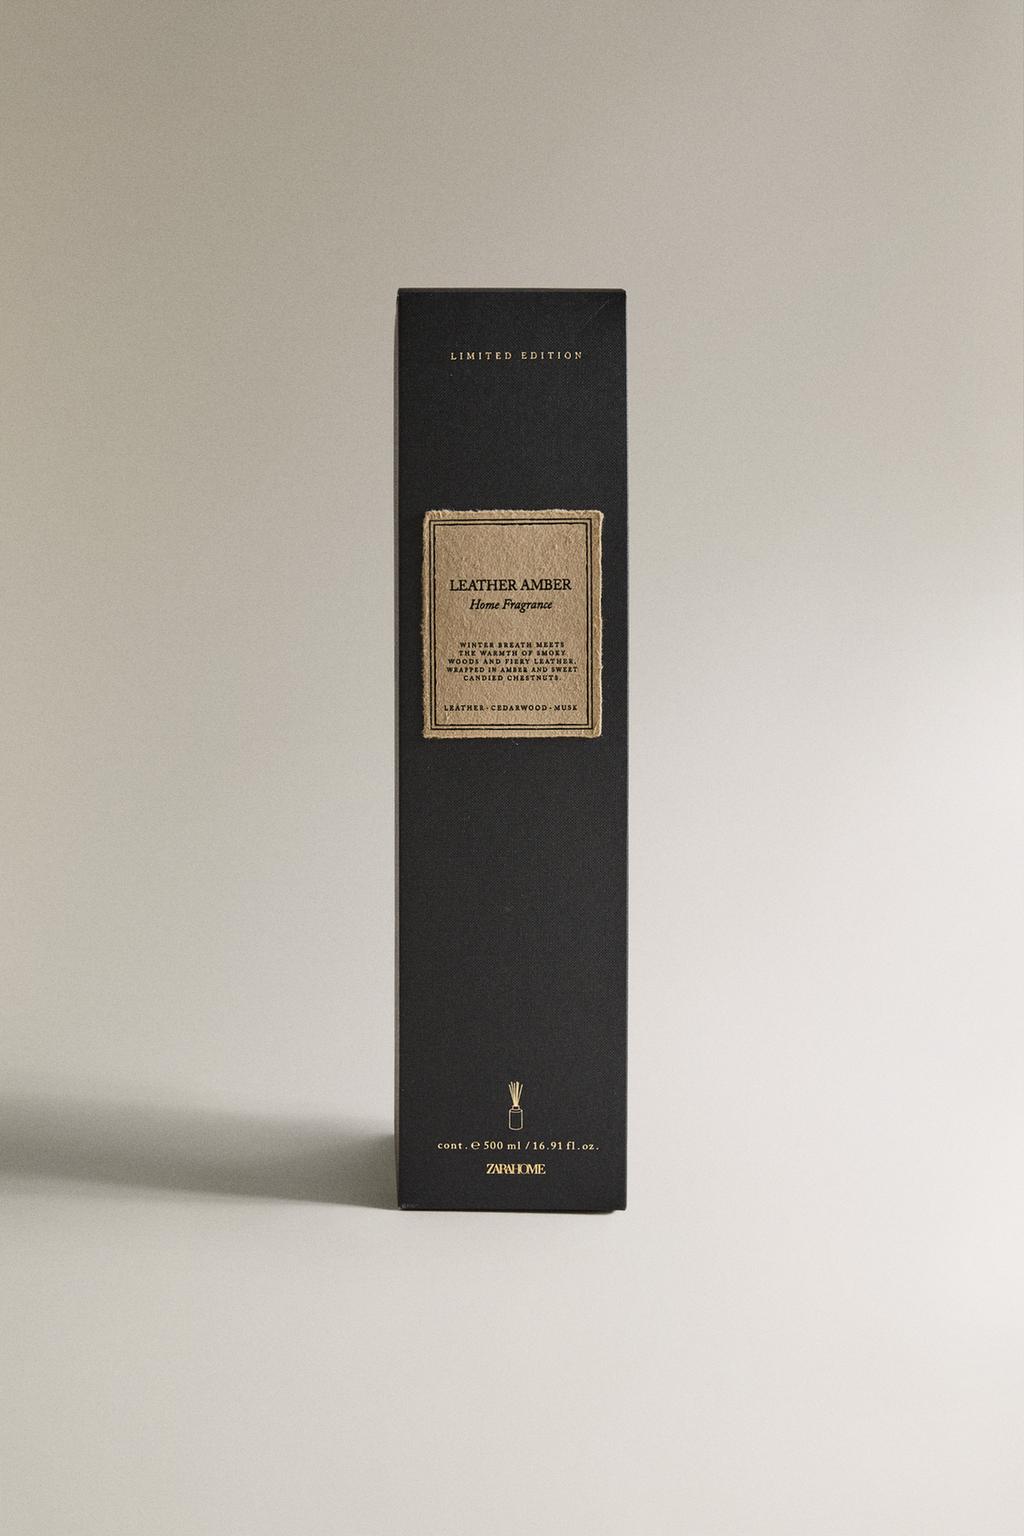 LIMITED EDITION
LEATHER AMBER
Home Fragrance
WINTER BREATH MEETS
THE WARMTH OF SMOKY
WOODS AND FIERY LEATHER,
WRAPPED IN AMBER AND SWEET
CANDIED CHESTNUTS.
LEATHER · CEDARWOOD · MUSK
cont. ℮ 500 ml / 16.91 fl.oz.
ZARAHOME